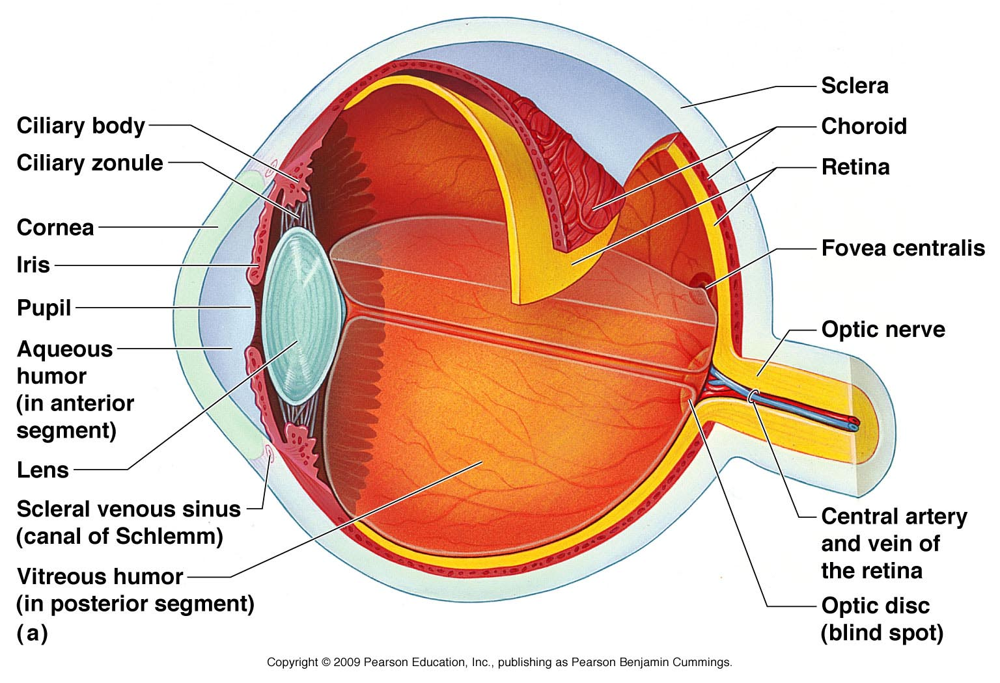 Ciliary body
Ciliary zonule
Cornea
Iris
Pupil
Aqueous
humor
(in anterior
segment)
Lens
Scleral venous sinus
(canal of Schlemm)
Vitreous humor
(in posterior segment)
(a)
Sclera
Choroid
Retina
Fovea centralis
Optic nerve
Central artery
and vein of
the retina
Optic disc
(blind spot)
Copyright © 2009 Pearson Education, Inc., publishing as Pearson Benjamin Cummings.